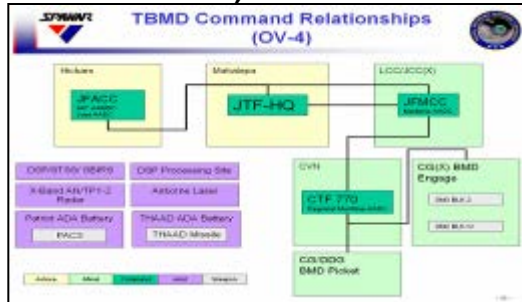 SPAWAR
TBMD Command Relationships
(OV-4)
Hickam
JFACC
Mahalapa
JTF-HQ
LCC/JCC(X)
JFMCC
DSP Processing Site
X-Band AN/TPY-2
Radar
Airborne Laser
Patriot ADA Battery
PAC3
THAAD ADA Battery
THAAD Missile
CVN
CTF 770
CG(X) BMD
Engage
CG/DDG
BMD Picket